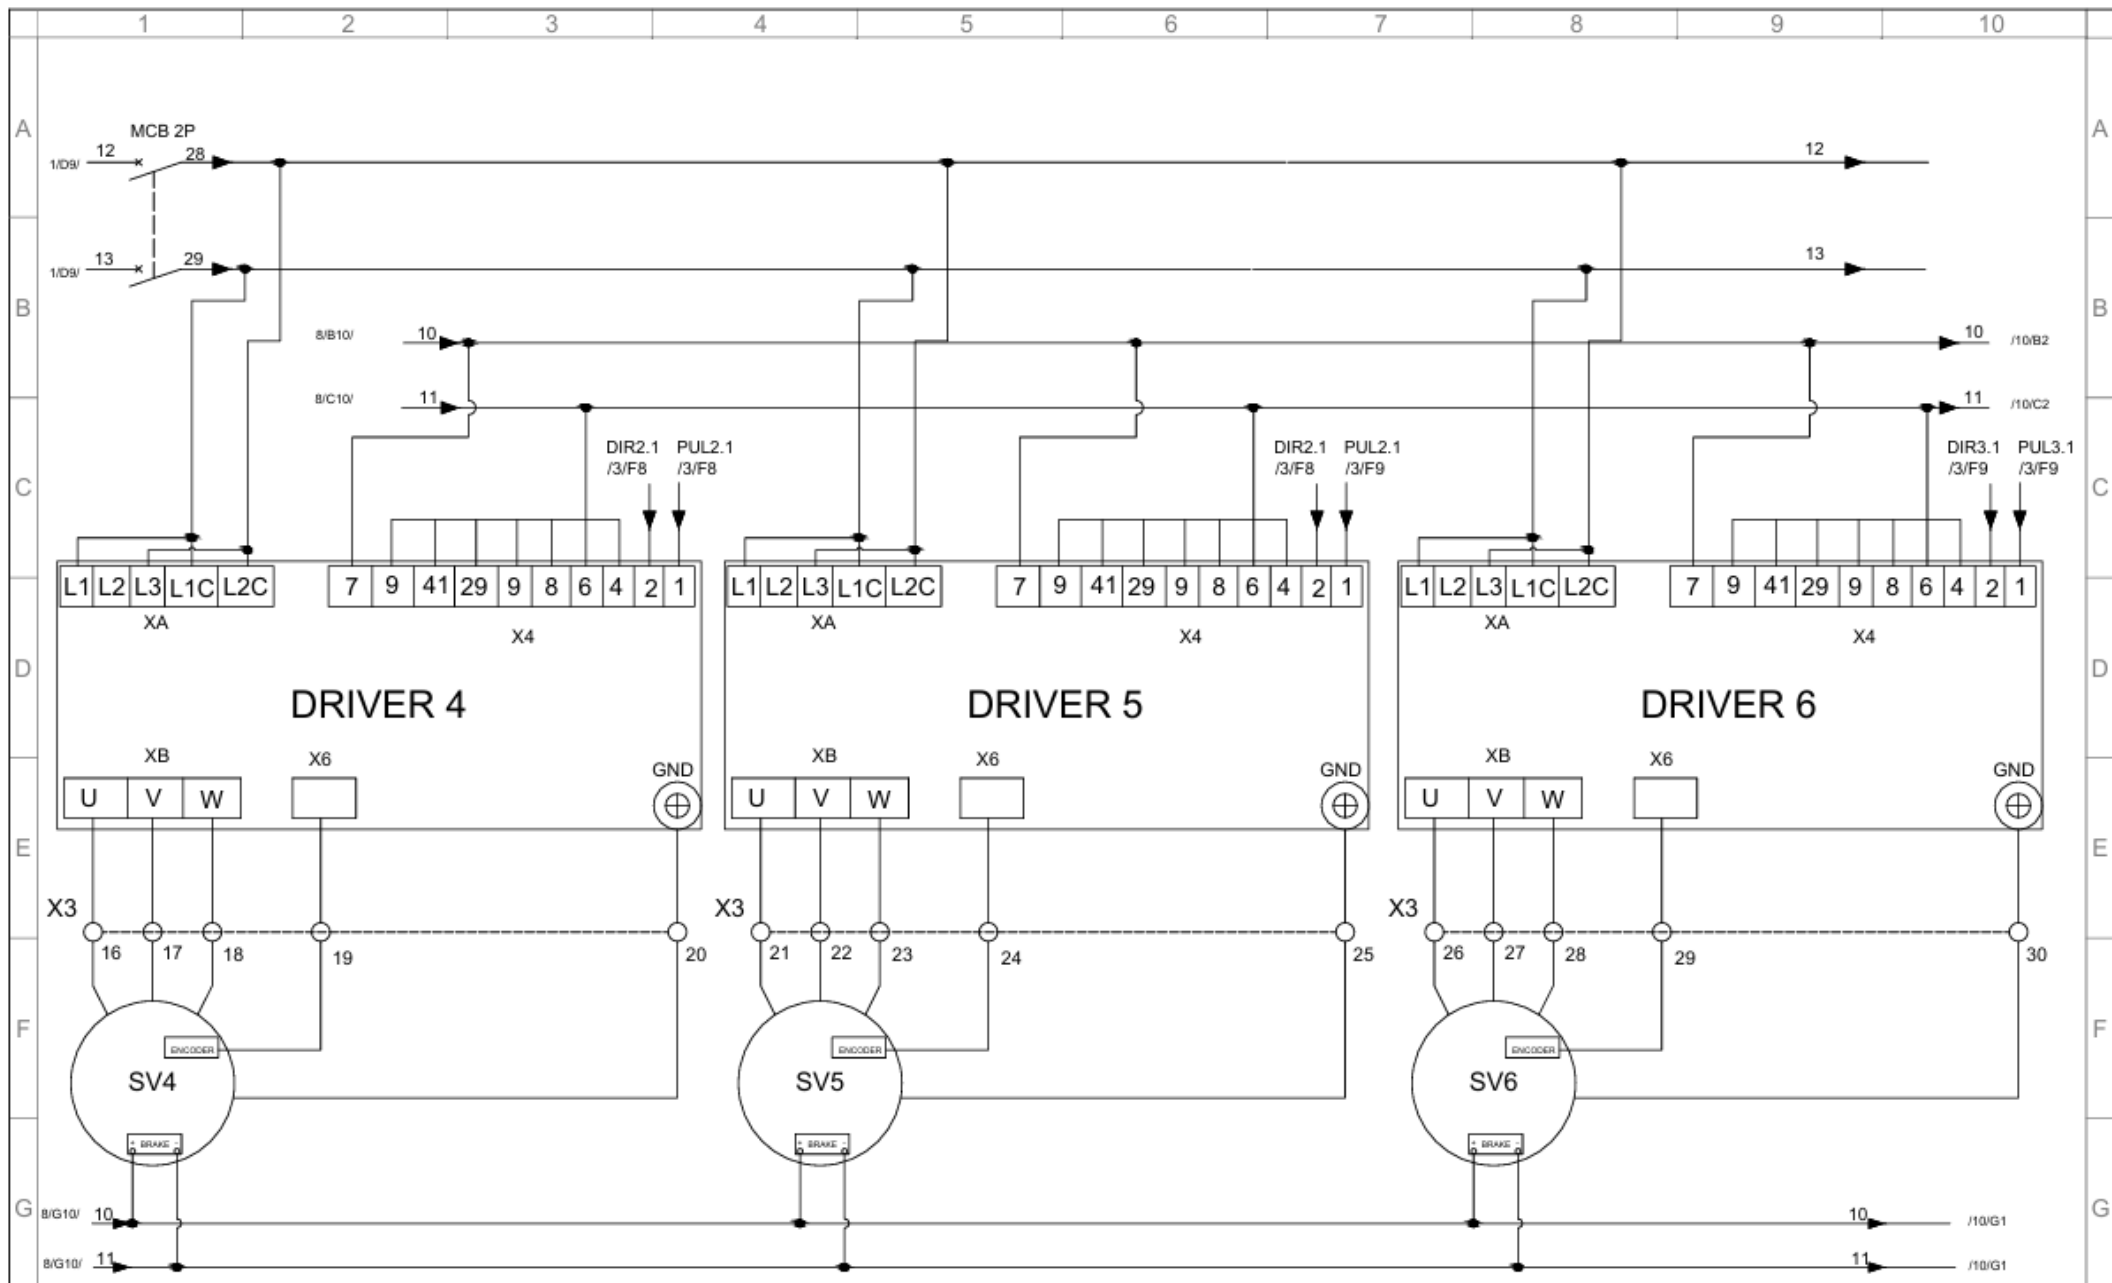 1 2 3 4 5 6 7 8 9 10
A MCB 2P A
1/D9/ 12 28 12
1/D9/ 13 29 13
B B
8/B10/ 10 10 /10/B2
8/C10/ 11 11 /10/C2
DIR2.1 PUL2.1 DIR2.1 PUL2.1 DIR3.1 PUL3.1
/3/F8 /3/F8 /3/F8 /3/F9 /3/F9 /3/F9
C C
L1 L2 L3 L1C L2C 7 9 41 29 9 8 6 4 2 1 L1 L2 L3 L1C L2C 7 9 41 29 9 8 6 4 2 1 L1 L2 L3 L1C L2C 7 9 41 29 9 8 6 4 2 1
XA X4 XA X4 XA X4
D D
DRIVER 4 DRIVER 5 DRIVER 6
XB X6 GND XB X6 GND XB X6 GND
U V W U V W U V W
E E
X3 X3 X3
16 17 18 19 20 21 22 23 24 25 26 27 28 29 30
F F
ENCODER ENCODER ENCODER
SV4 SV5 SV6
+ BRAKE - + BRAKE - + BRAKE -
G G
8/G10/ 10 10 /10/G1
8/G10/ 11 11 /10/G1